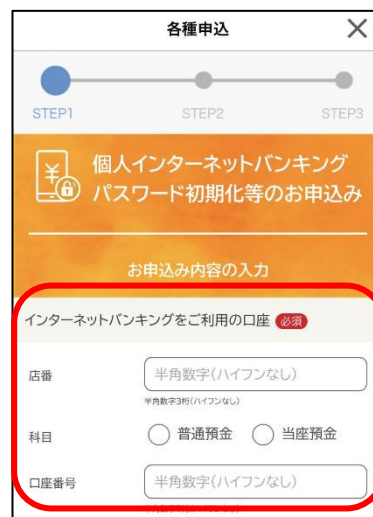 各種申込
STEP1 STEP2 STEP3
¥
個人インターネットバンキング
パスワード初期化等のお申込み
お申込み内容の入力
インターネットバンキングをご利用の口座 必須
店番 半角数字(ハイフンなし)
半角数字3桁(ハイフンなし)
科目 普通預金 当座預金
口座番号 半角数字(ハイフンなし)